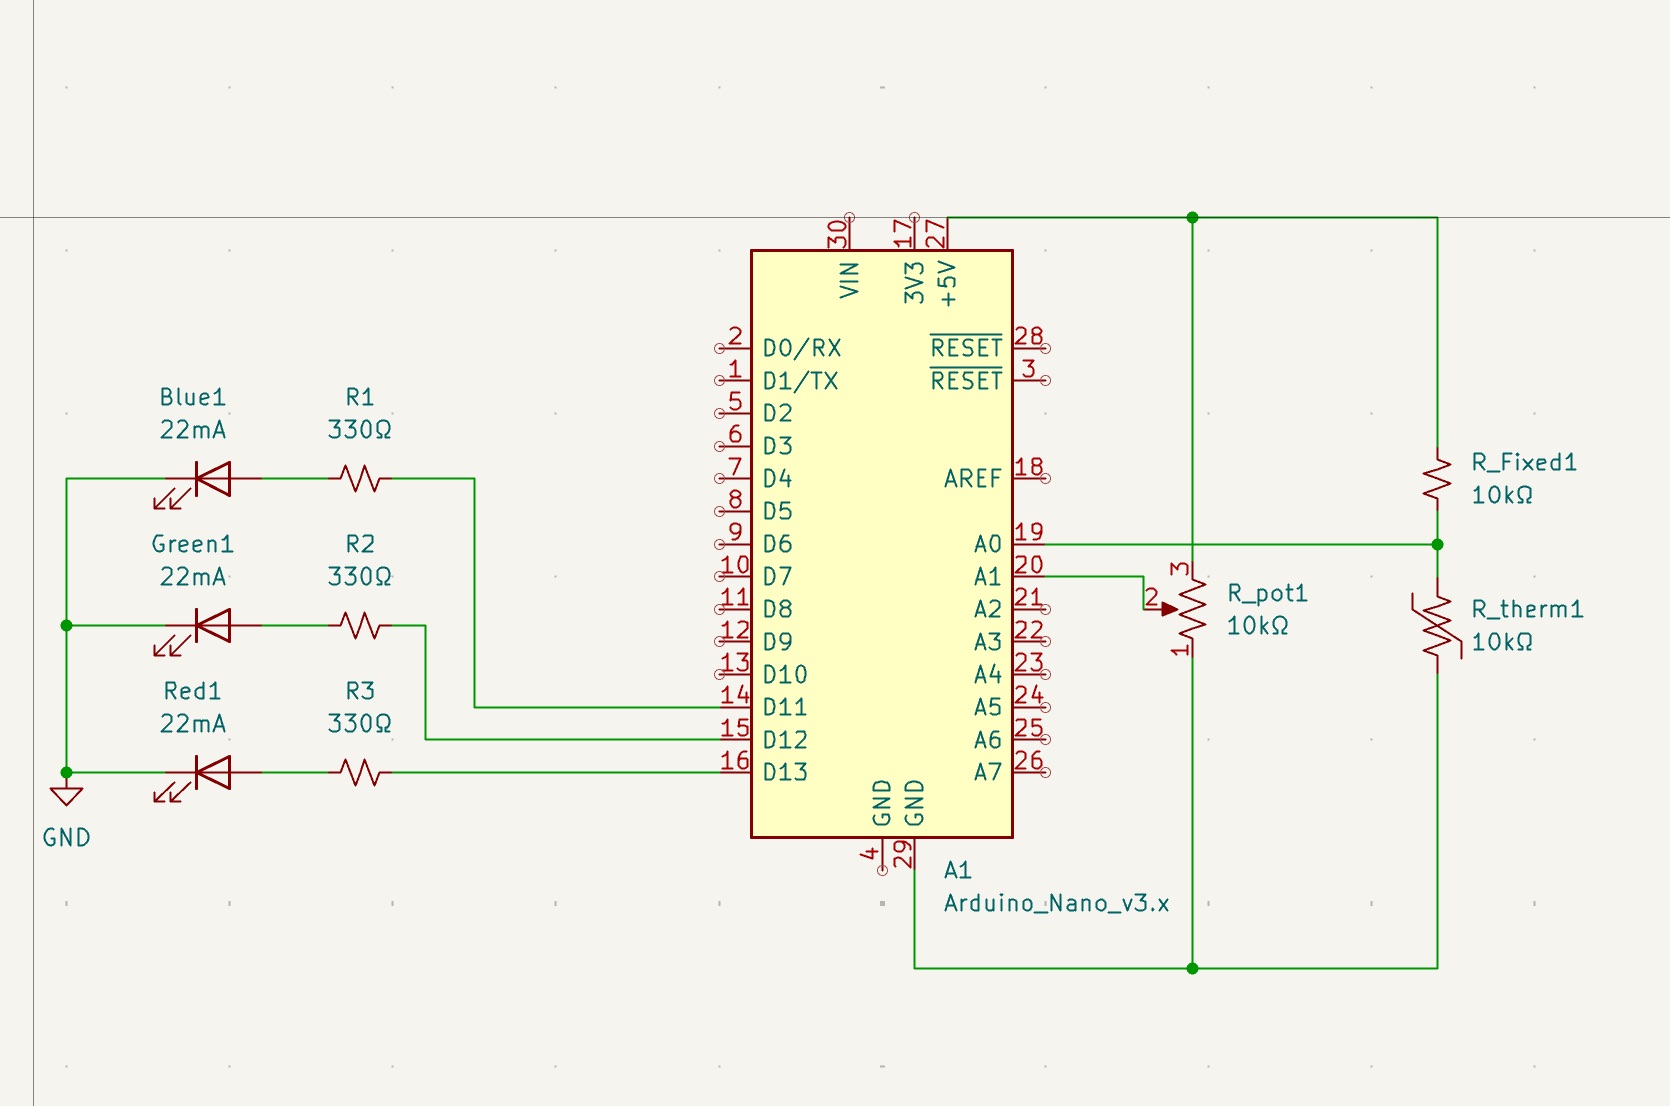 30
17
27
VIN
3V3
+5V
2
D0/RX
RESET
28
1
D1/TX
RESET
3
5
D2
6
D3
7
D4
AREF
18
8
D5
9
D6
A0
19
10
D7
A1
20
11
D8
A2
21
12
D9
A3
22
13
D10
A4
23
14
D11
A5
24
15
D12
A6
25
16
D13
A7
26
GND
GND
4
29
A1
Arduino_Nano_v3.x
Blue1
22mA
R1
330Ω
Green1
22mA
R2
330Ω
Red1
22mA
R3
330Ω
GND
R_Fixed1
10kΩ
3
2
1
R_pot1
10kΩ
R_therm1
10kΩ